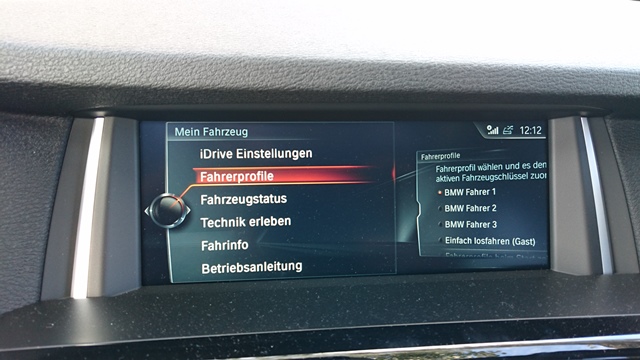 Mein Fahrzeug
12:12
iDrive Einstellungen
Fahrerprofile
Fahrzeugstatus
Technik erleben
Fahrinfo
Betriebsanleitung
Fahrerprofile
Fahrerprofil wählen und es den
aktiven Fahrzeugschlüssel zuor
BMW Fahrer 1
BMW Fahrer 2
BMW Fahrer 3
Einfach losfahren (Gast)